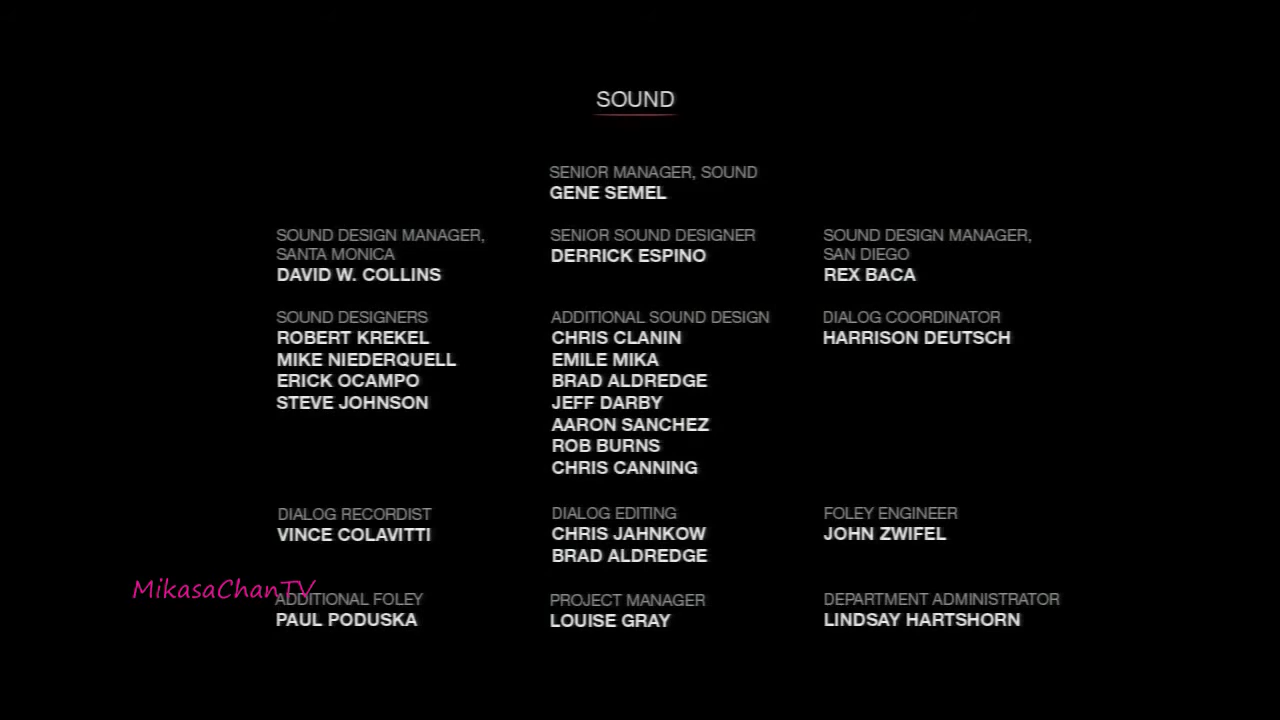 SOUND
SENIOR MANAGER, SOUND
GENE SEMEL
SOUND DESIGN MANAGER,
SANTA MONICA
DAVID W. COLLINS
SENIOR SOUND DESIGNER
DERRICK ESPINO
SOUND DESIGN MANAGER,
SAN DIEGO
REX BACA
SOUND DESIGNERS
ROBERT KREKEL
MIKE NIEDERQUELL
ERICK OCAMPO
STEVE JOHNSON
ADDITIONAL SOUND DESIGN
CHRIS CLANIN
EMILE MIKA
BRAD ALDREDGE
JEFF DARBY
AARON SANCHEZ
ROB BURNS
CHRIS CANNING
DIALOG COORDINATOR
HARRISON DEUTSCH
DIALOG RECORDIST
VINCE COLAVITTI
DIALOG EDITING
CHRIS JAHNKOW
BRAD ALDREDGE
FOLEY ENGINEER
JOHN ZWIFEL
MikasaChanTV
ADDITIONAL FOLEY
PAUL PODUSKA
PROJECT MANAGER
LOUISE GRAY
DEPARTMENT ADMINISTRATOR
LINDSAY HARTSHORN